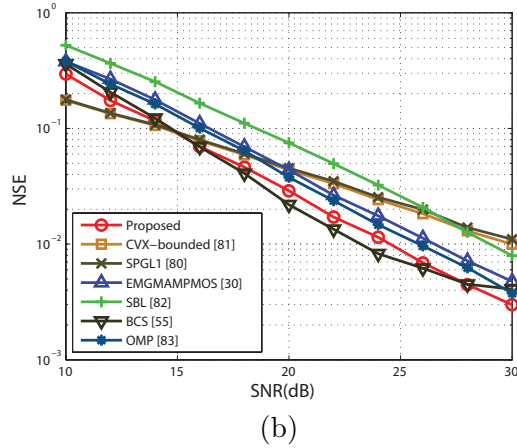 10^0
10^-1
10^-2
10^-3
NSE
Proposed
CVX-bounded [81]
SPGL1 [80]
EMGMAMPMOS [30]
SBL [82]
BCS [55]
OMP [83]
10 15 20 25 30
SNR(dB)
(b)